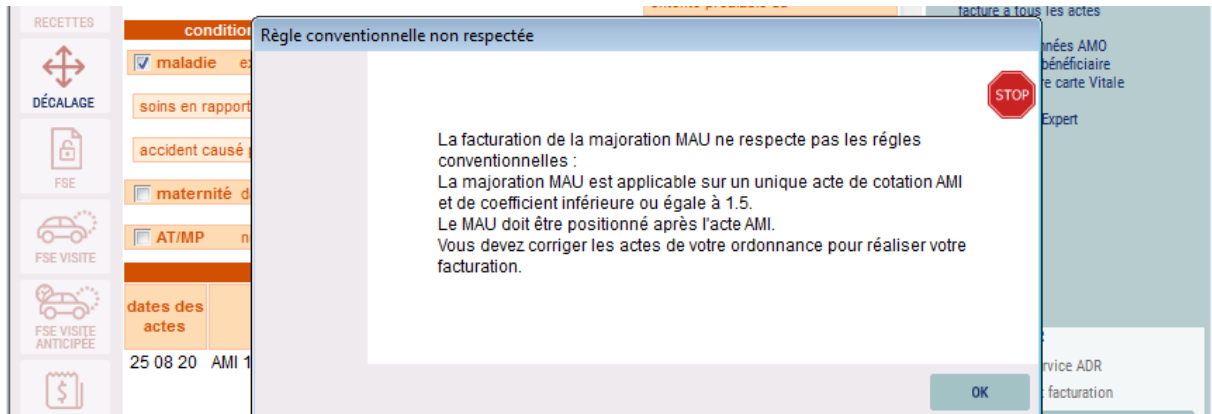 RECETTES
DÉCALAGE
FSE
FSE VISITE
FSE VISITE
ANTICIPÉE
condition
maladie
soins en rapport
accident causé
maternité
AT/MP
dates des
actes
25 08 20 AMI 1
Règle conventionnelle non respectée
STOP
La facturation de la majoration MAU ne respecte pas les régles
conventionnelles :
La majoration MAU est applicable sur un unique acte de cotation AMI
et de coefficient inférieure ou égale à 1.5.
Le MAU doit être positionné après l'acte AMI.
Vous devez corriger les actes de votre ordonnance pour réaliser votre
facturation.
OK
facture à tous les actes
nnées AMO
bénéficiaire
re carte Vitale
Expert
rvice ADR
facturation